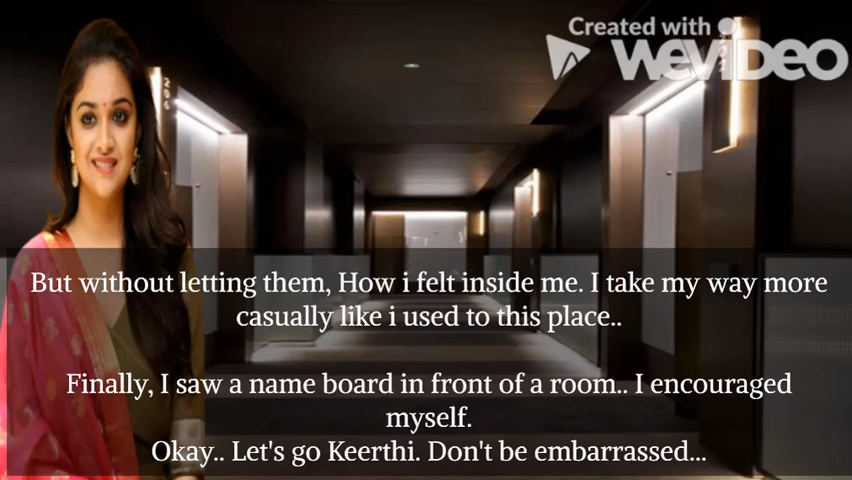 Created with
WeVideo
206
But without letting them, How i felt inside me. I take my way more
casually like i used to this place..
Finally, I saw a name board in front of a room.. I encouraged
myself.
Okay.. Let's go Keerthi. Don't be embarrassed...